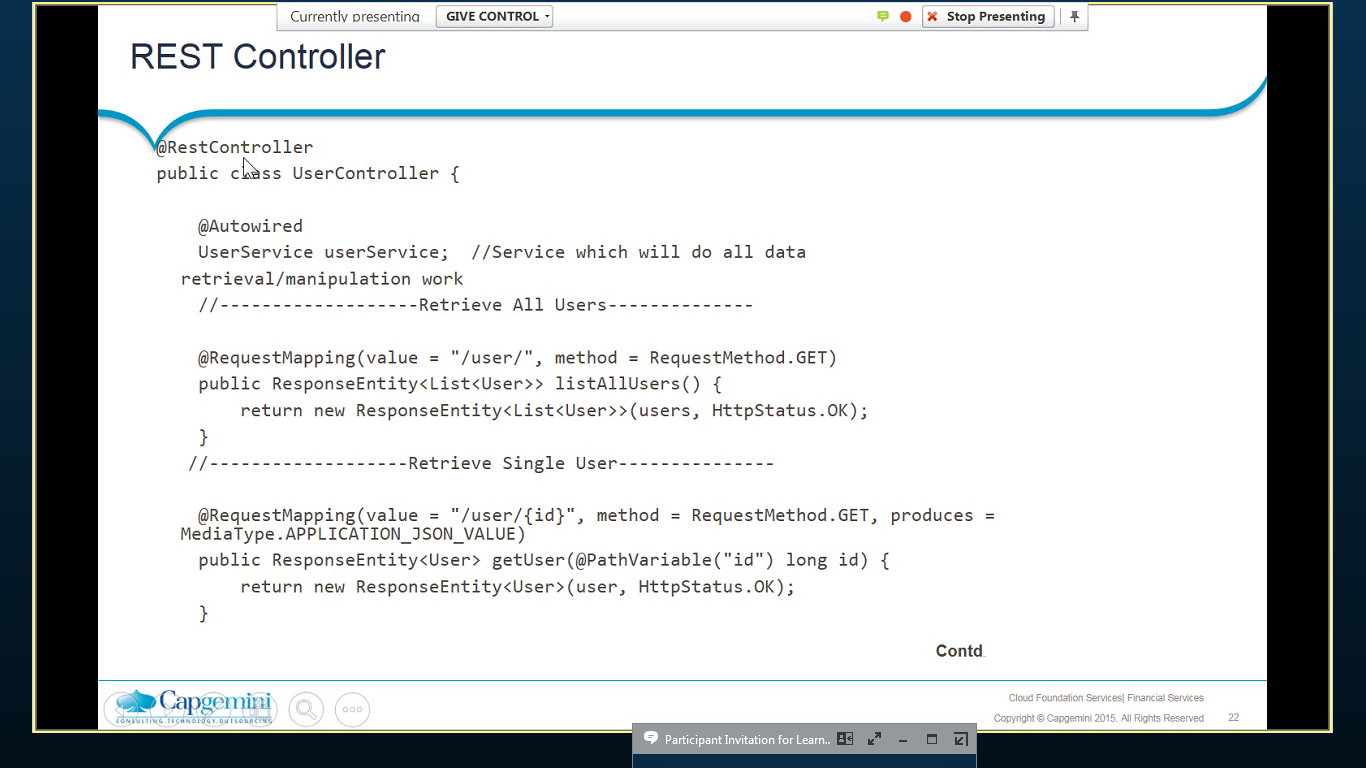 Currently presenting
GIVE CONTROL
Stop Presenting
REST Controller
@RestController
public class UserController {
@Autowired
UserService userService;  //Service which will do all data
retrieval/manipulation work
//-------------------Retrieve All Users--------------
@RequestMapping(value = "/user/", method = RequestMethod.GET)
public ResponseEntity<List<User>> listAllUsers() {
return new ResponseEntity<List<User>>(users, HttpStatus.OK);
}
//-------------------Retrieve Single User---------------
@RequestMapping(value = "/user/{id}", method = RequestMethod.GET, produces =
MediaType.APPLICATION_JSON_VALUE)
public ResponseEntity<User> getUser(@PathVariable("id") long id) {
return new ResponseEntity<User>(user, HttpStatus.OK);
}
Contd
Capgemini
CONSULTING.TECHNOLOGY.OUTSOURCING
Cloud Foundation Services| Financial Services
Copyright © Capgemini 2015. All Rights Reserved
22
Participant Invitation for Learn..